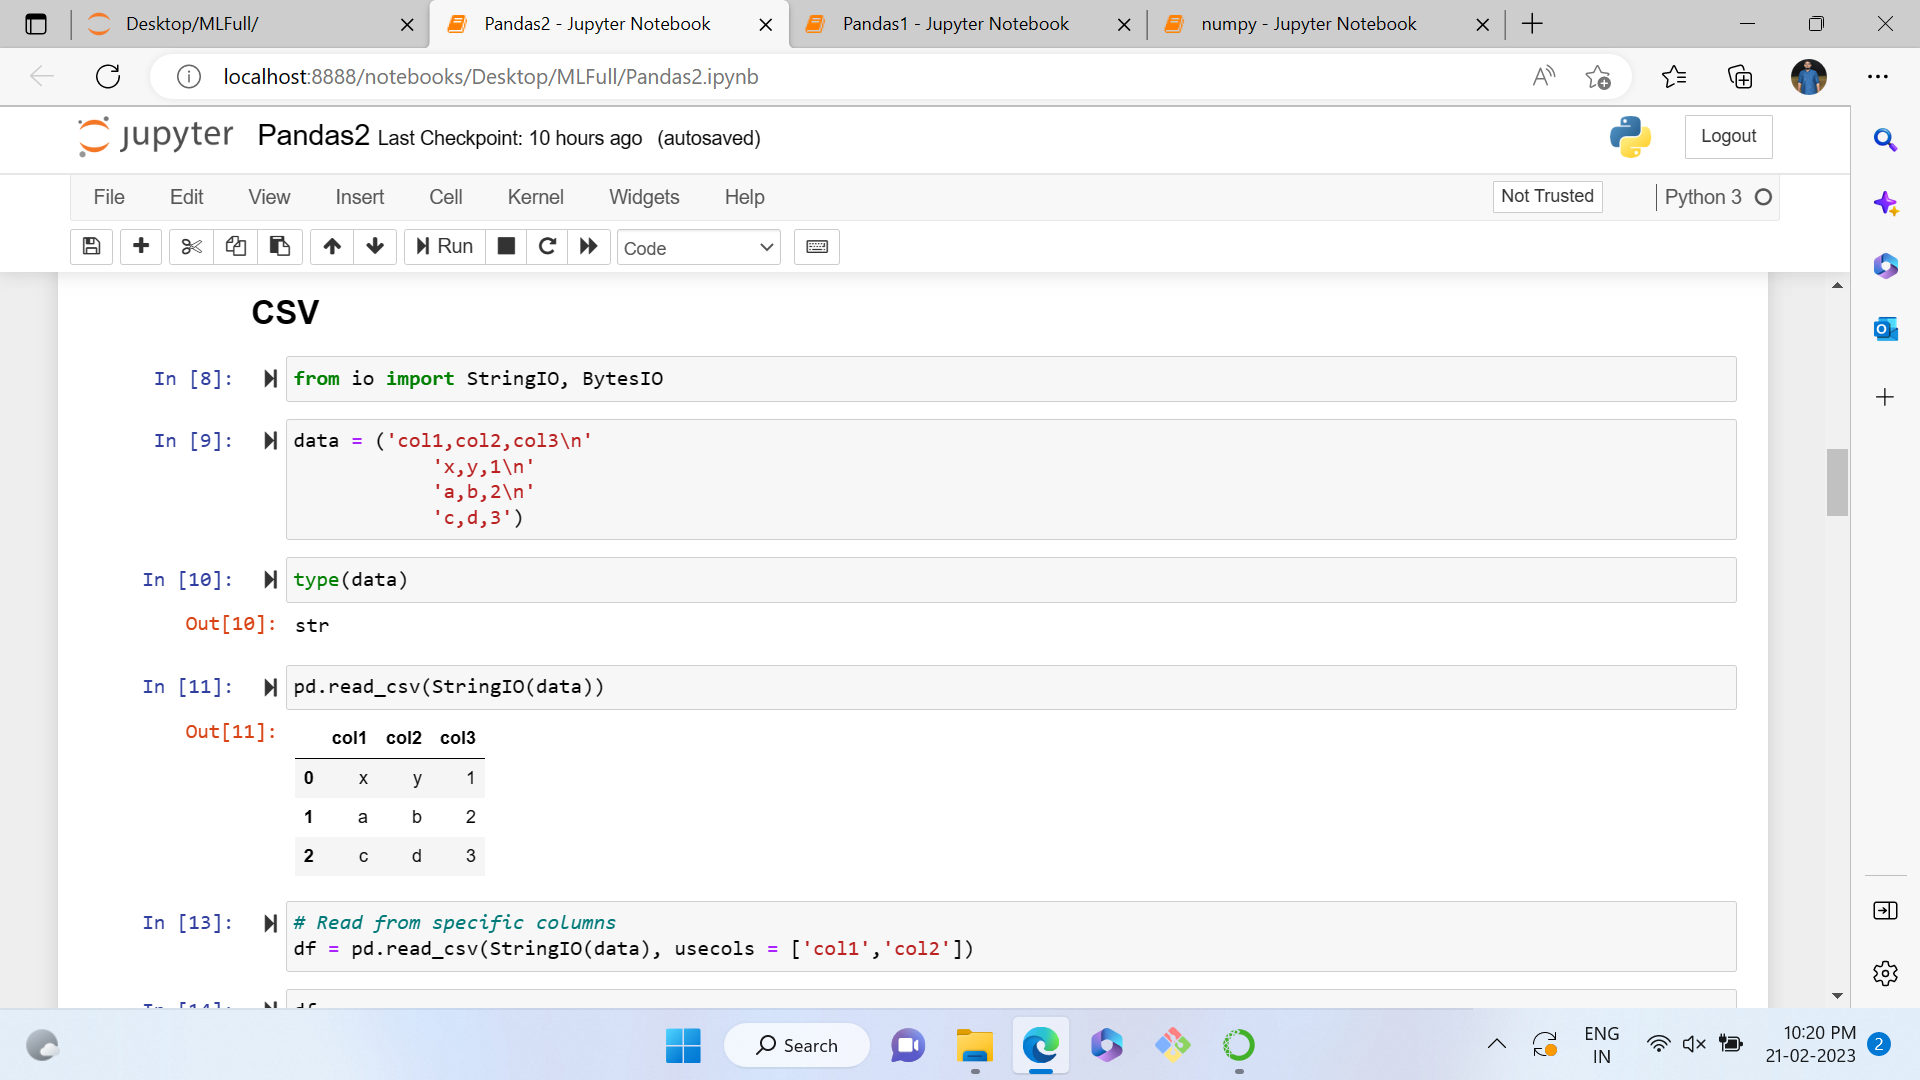 Desktop/MLFull/
Pandas2 - Jupyter Notebook
Pandas1 - Jupyter Notebook
numpy - Jupyter Notebook
localhost:8888/notebooks/Desktop/MLFull/Pandas2.ipynb
jupyter Pandas2 Last Checkpoint: 10 hours ago (autosaved)
Logout
File Edit View Insert Cell Kernel Widgets Help
Not Trusted
Python 3
Run
Code
CSV
In [8]: from io import StringIO, BytesIO
In [9]: data = ('col1,col2,col3\n'
'x,y,1\n'
'a,b,2\n'
'c,d,3')
In [10]: type(data)
Out[10]: str
In [11]: pd.read_csv(StringIO(data))
Out[11]:
col1 col2 col3
0 x y 1
1 a b 2
2 c d 3
In [13]: # Read from specific columns
df = pd.read_csv(StringIO(data), usecols = ['col1','col2'])
In [14]: df
Search
ENG
IN
10:20 PM
21-02-2023
2